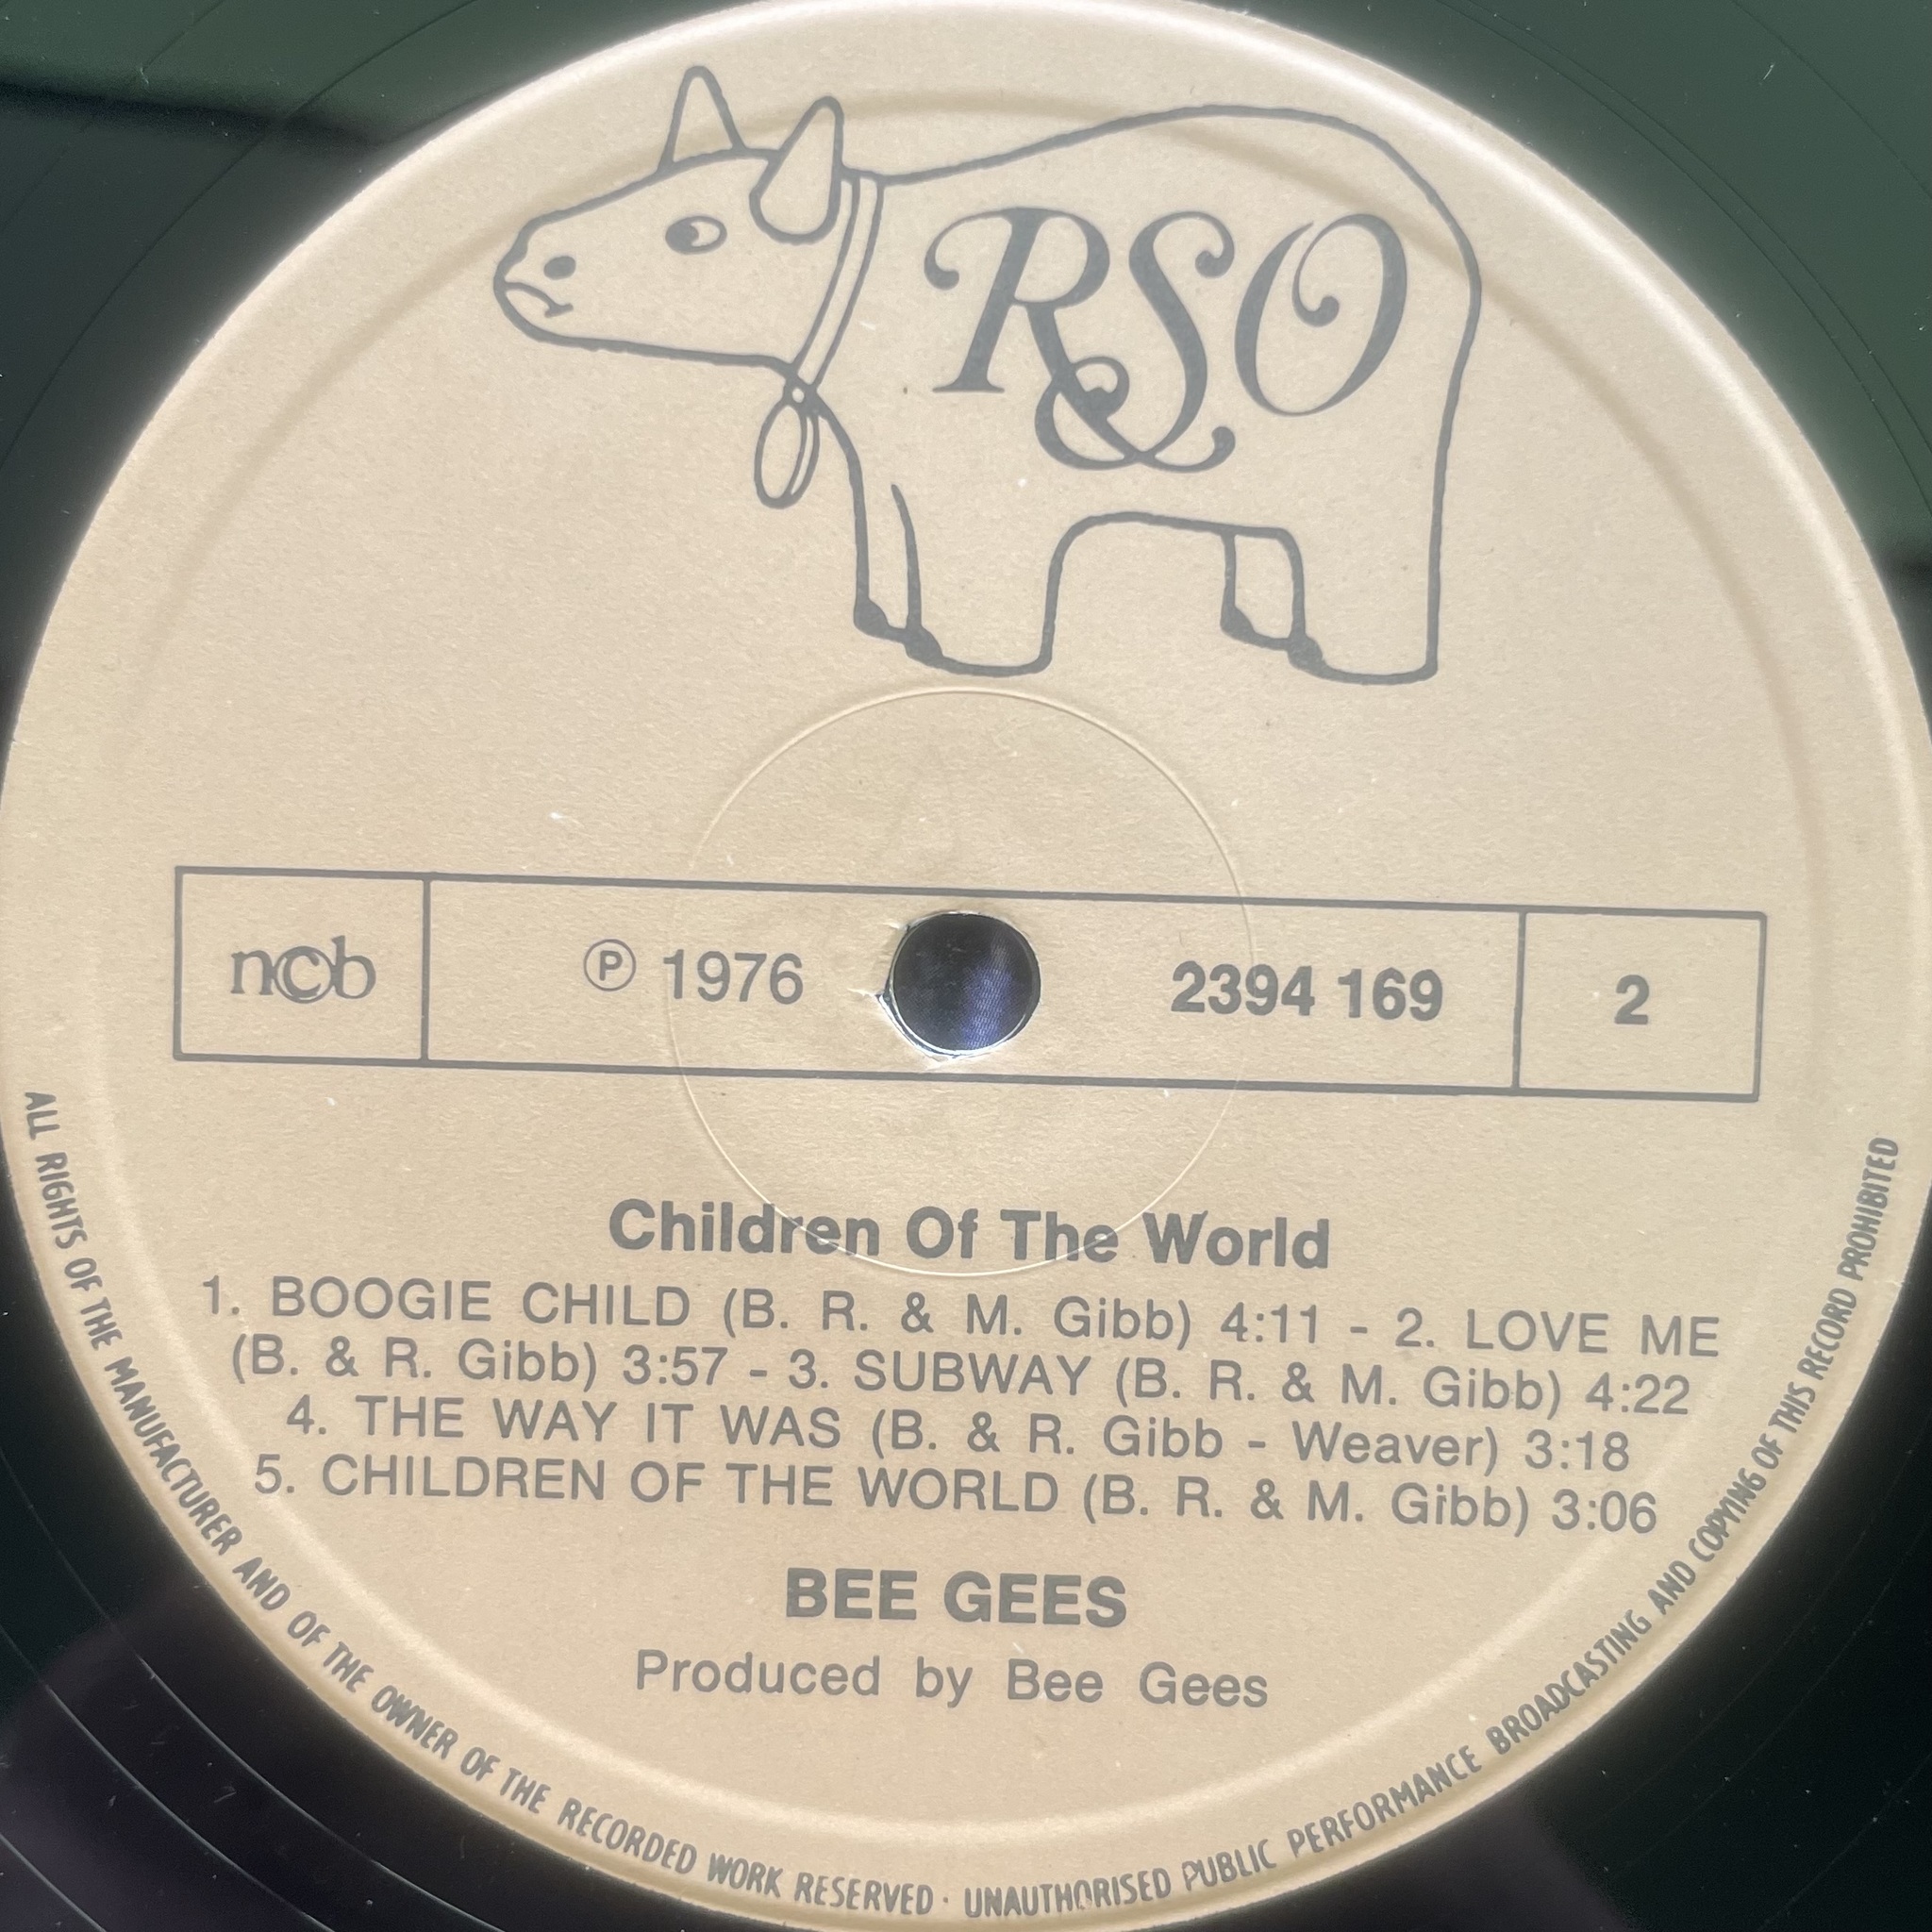 RSO
n©b
℗ 1976
2394 169
2
Children Of The World
1. BOOGIE CHILD (B. R. & M. Gibb) 4:11 - 2. LOVE ME
(B. & R. Gibb) 3:57 - 3. SUBWAY (B. R. & M. Gibb) 4:22
4. THE WAY IT WAS (B. & R. Gibb - Weaver) 3:18
5. CHILDREN OF THE WORLD (B. R. & M. Gibb) 3:06
BEE GEES
Produced by Bee Gees
ALL RIGHTS OF THE MANUFACTURER AND OF THE OWNER OF THE RECORDED WORK RESERVED · UNAUTHORISED PUBLIC PERFORMANCE BROADCASTING AND COPYING OF THIS RECORD PROHIBITED